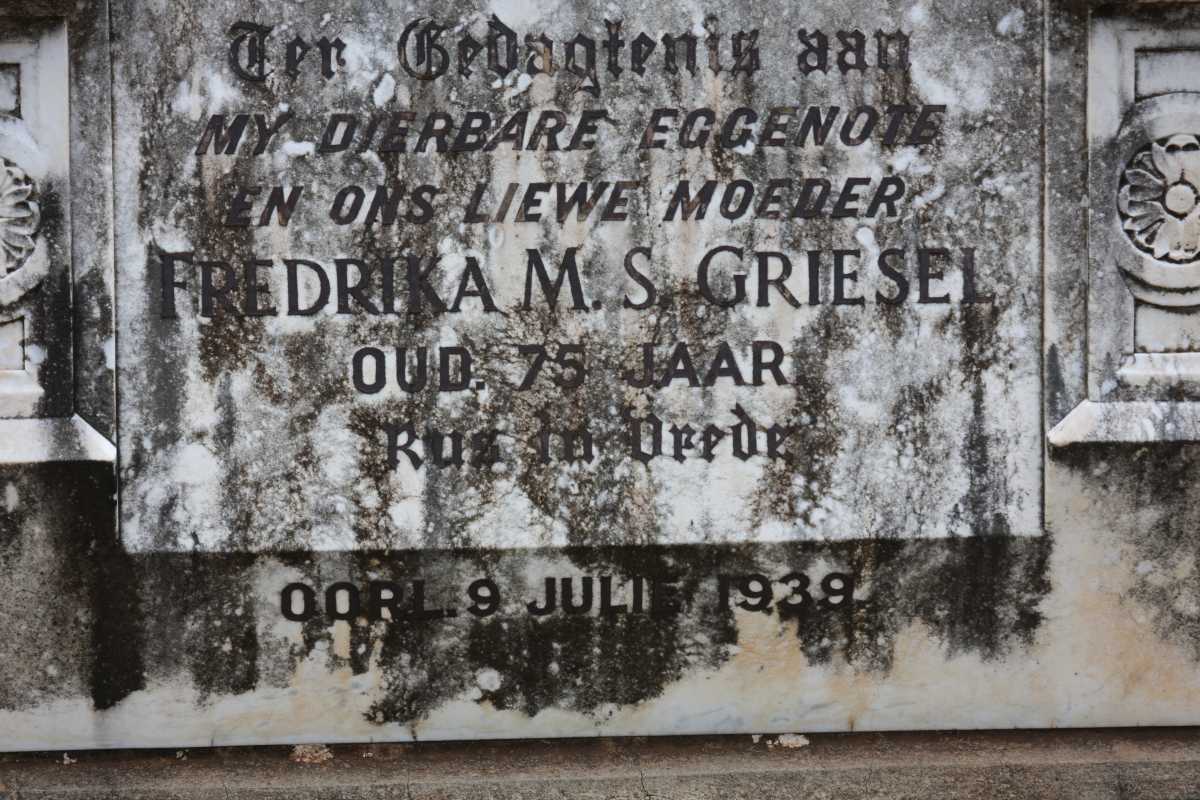 Ter Gedagtenis aan
MY DIERBARE EGGENOTE
EN ONS LIEWE MOEDER
FREDRIKA M. S. GRIESEL
OUD. 75 JAAR.
Rus in Vrede.
OORL. 9 JULIE 1939.